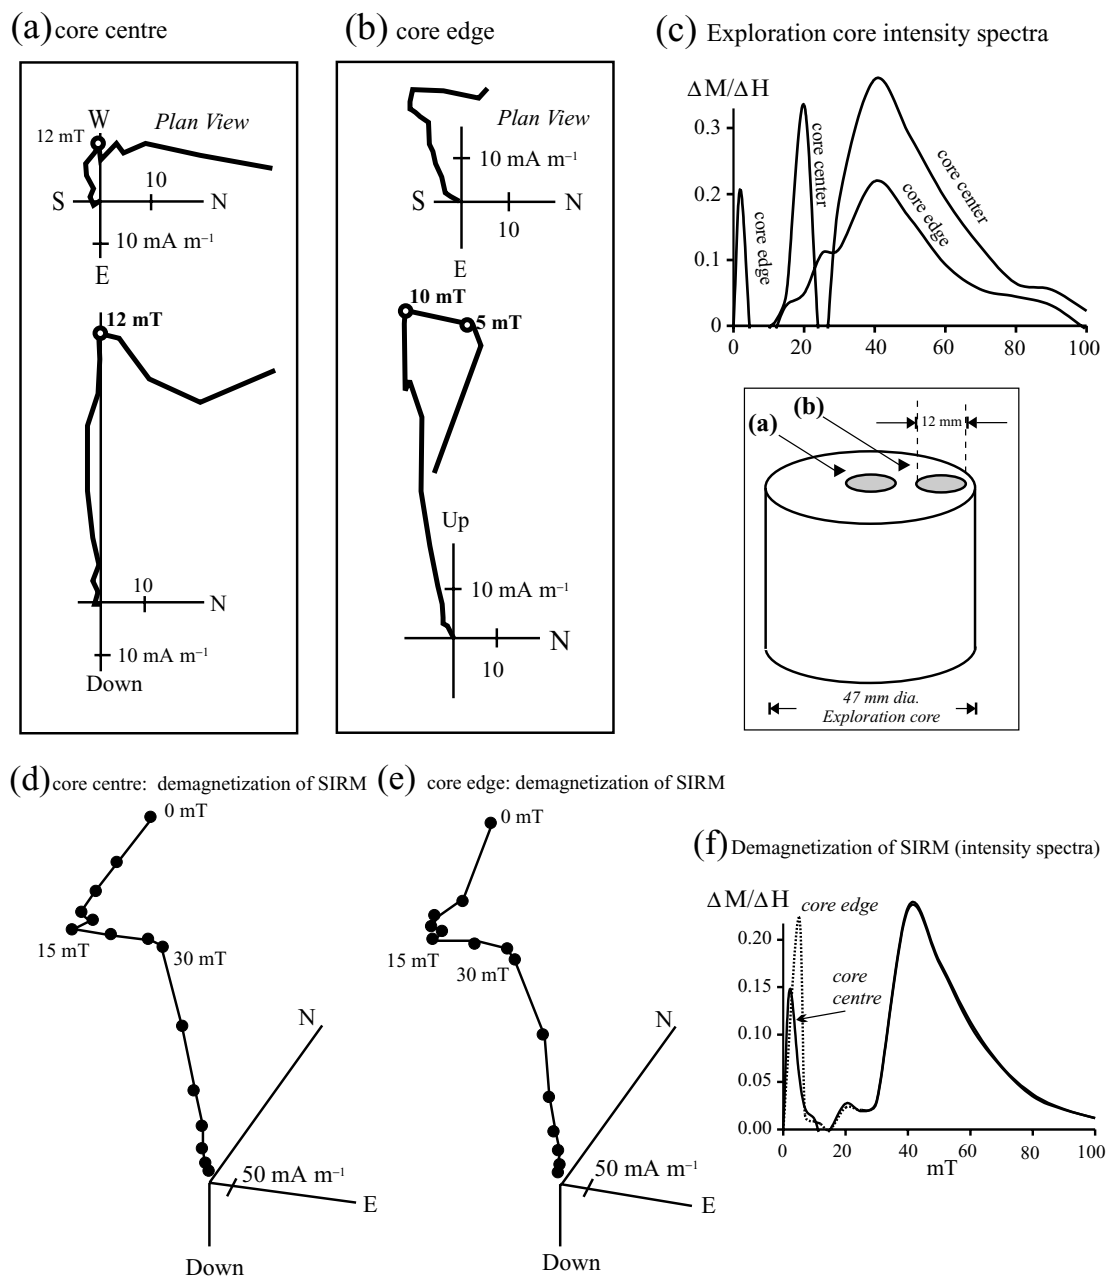 (a) core centre
W
12 mT
Plan View
10
S
N
10 mA m⁻¹
E
12 mT
10
N
10 mA m⁻¹
Down
(b) core edge
Plan View
10 mA m⁻¹
S
N
10
E
10 mT
5 mT
Up
10 mA m⁻¹
N
10
(c) Exploration core intensity spectra
ΔM/ΔH
0.3
0.2
0.1
0
core edge
core center
core center
core edge
0 20 40 60 80 100
(b)
(a)
12 mm
47 mm dia.
Exploration core
(d) core centre: demagnetization of SIRM
0 mT
15 mT
30 mT
N
50 mA m⁻¹
E
Down
(e) core edge: demagnetization of SIRM
0 mT
15 mT
30 mT
N
50 mA m⁻¹
E
Down
(f) Demagnetization of SIRM (intensity spectra)
ΔM/ΔH
core edge
core
centre
0.20
0.15
0.10
0.05
0.00
0 20 40 60 80 100
mT